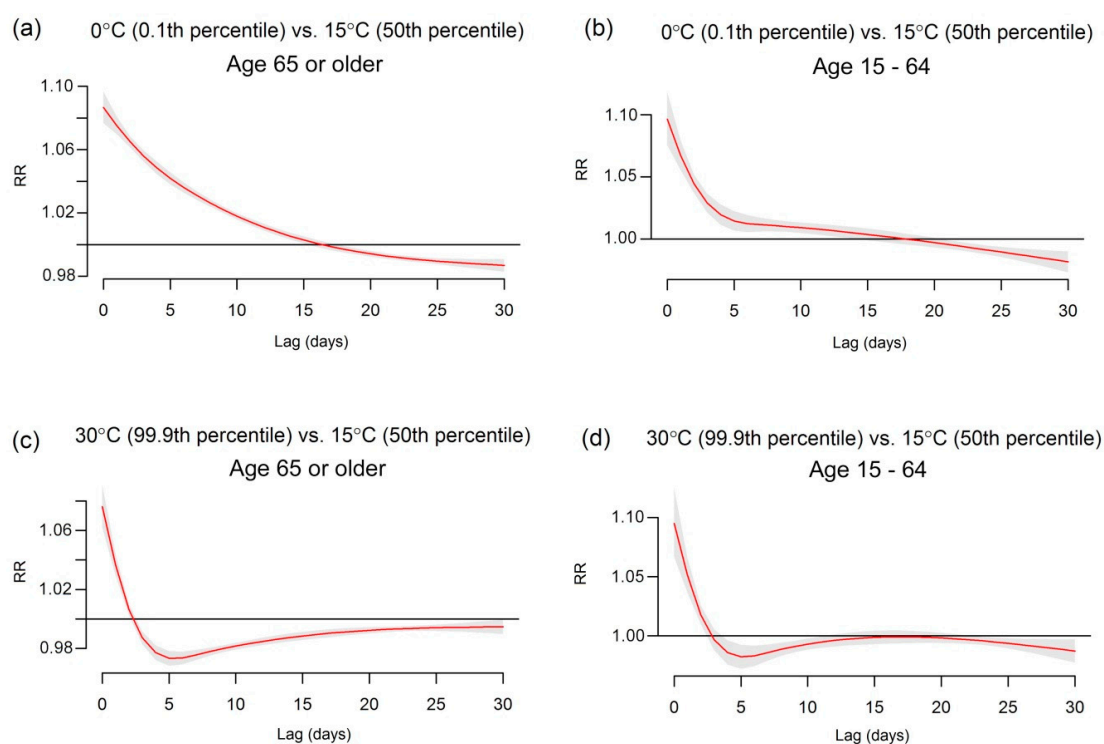 (a)
0°C (0.1th percentile) vs. 15°C (50th percentile)
Age 65 or older
1.10
1.06
1.02
0.98
RR
0 5 10 15 20 25 30
Lag (days)
(b)
0°C (0.1th percentile) vs. 15°C (50th percentile)
Age 15 - 64
1.10
1.05
1.00
RR
0 5 10 15 20 25 30
Lag (days)
(c)
30°C (99.9th percentile) vs. 15°C (50th percentile)
Age 65 or older
1.06
1.02
0.98
RR
0 5 10 15 20 25 30
Lag (days)
(d)
30°C (99.9th percentile) vs. 15°C (50th percentile)
Age 15 - 64
1.10
1.05
1.00
RR
0 5 10 15 20 25 30
Lag (days)